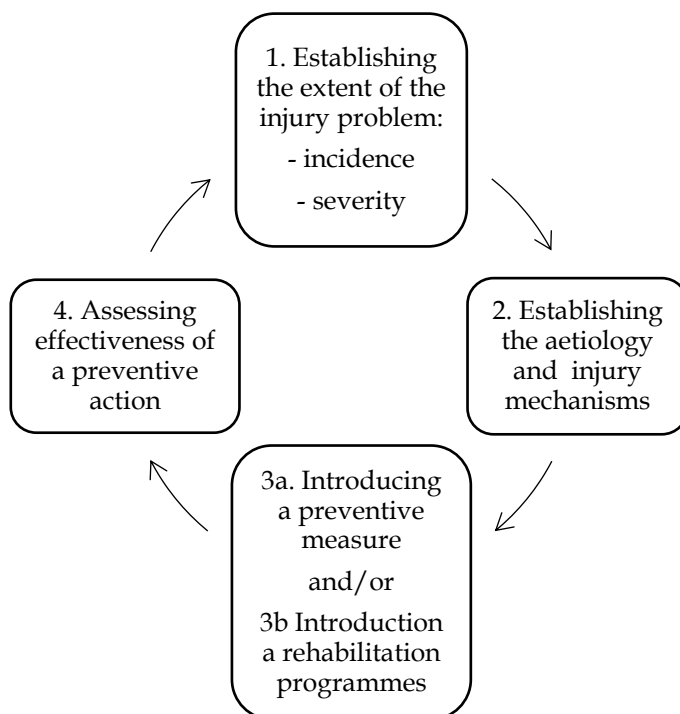 1. Establishing
the extent of the
injury problem:
- incidence
- severity
2. Establishing
the aetiology
and injury
mechanisms
3a. Introducing
a preventive
measure
and/or
3b Introduction
a rehabilitation
programmes
4. Assessing
effectiveness of
a preventive
action